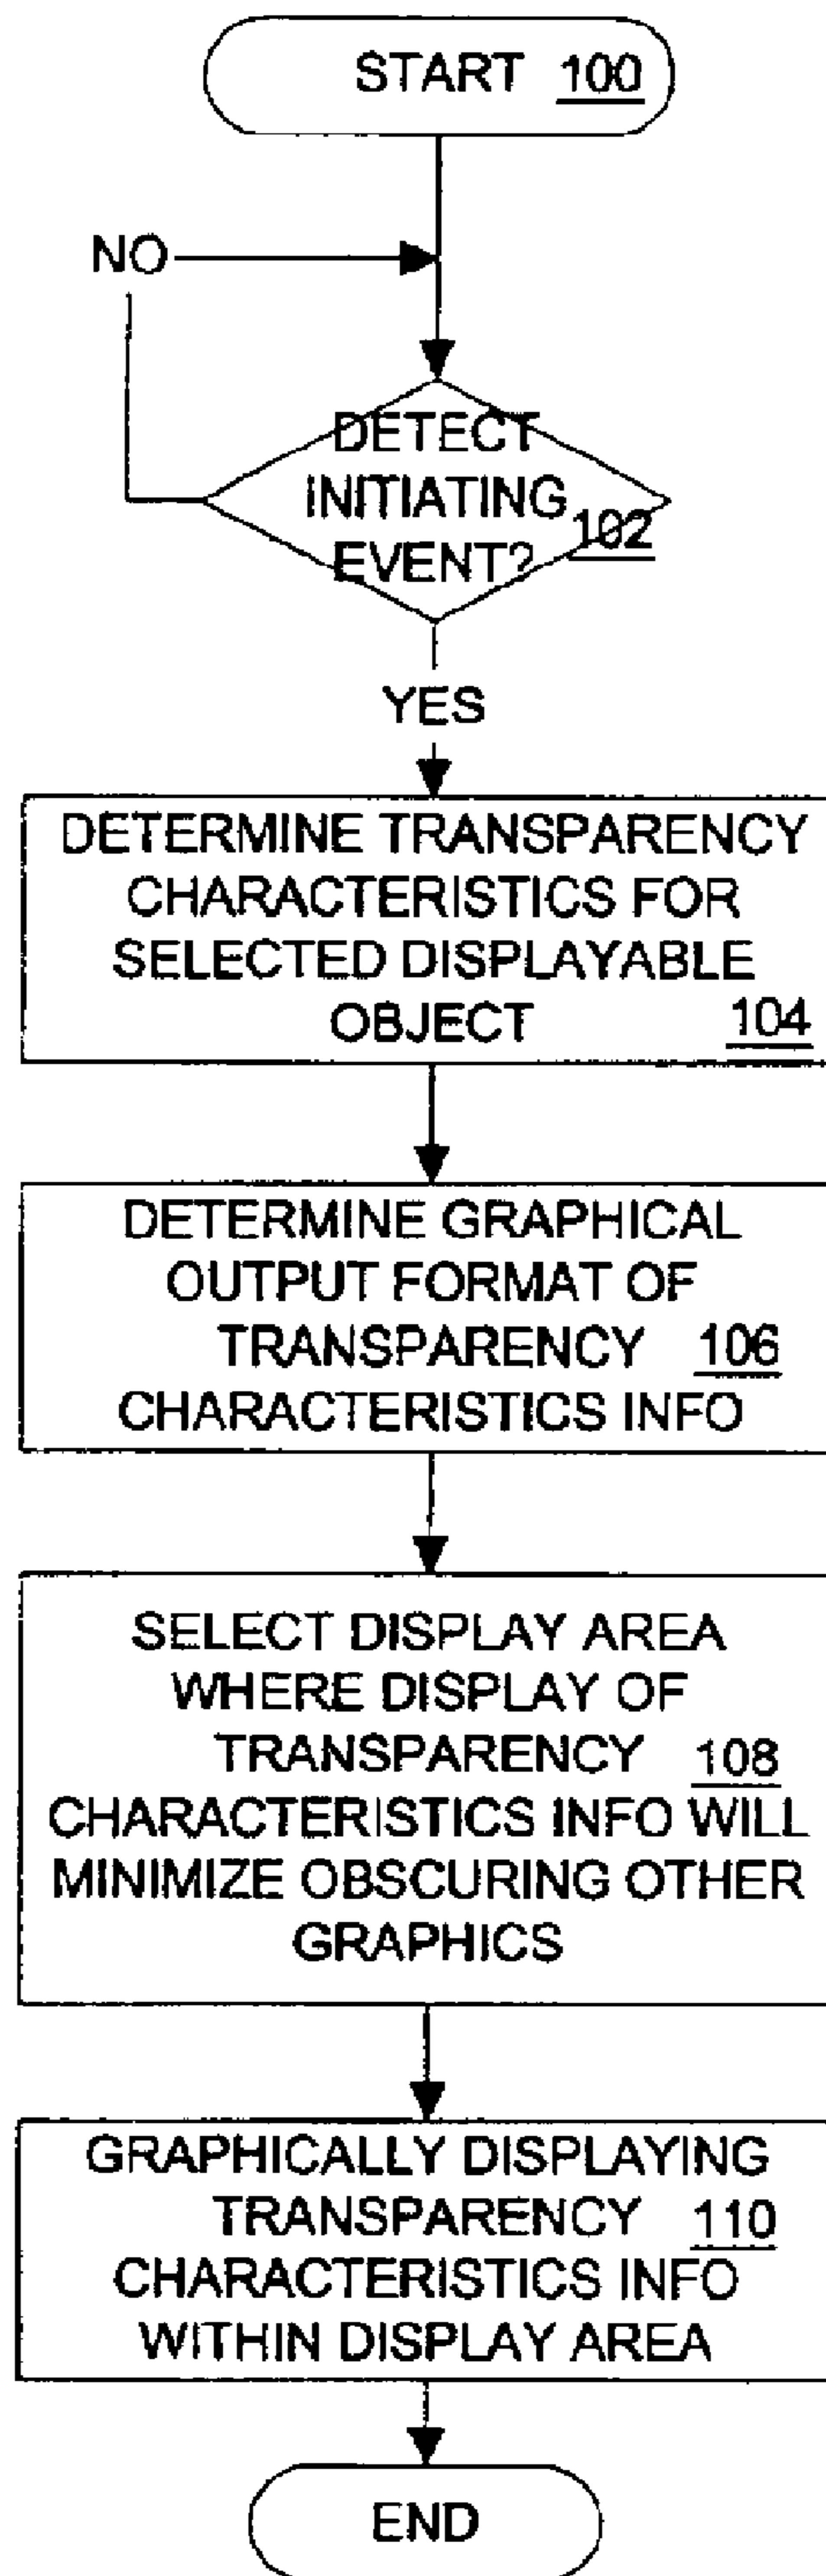 START 100
NO
DETECT
INITIATING
EVENT? 102
YES
DETERMINE TRANSPARENCY
CHARACTERISTICS FOR
SELECTED DISPLAYABLE
OBJECT 104
DETERMINE GRAPHICAL
OUTPUT FORMAT OF
TRANSPARENCY 106
CHARACTERISTICS INFO
SELECT DISPLAY AREA
WHERE DISPLAY OF
TRANSPARENCY 108
CHARACTERISTICS INFO WILL
MINIMIZE OBSCURING OTHER
GRAPHICS
GRAPHICALLY DISPLAYING
TRANSPARENCY 110
CHARACTERISTICS INFO
WITHIN DISPLAY AREA
END